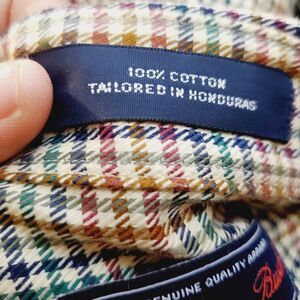 100% COTTON
TAILORED IN HONDURAS
GENUINE QUALITY